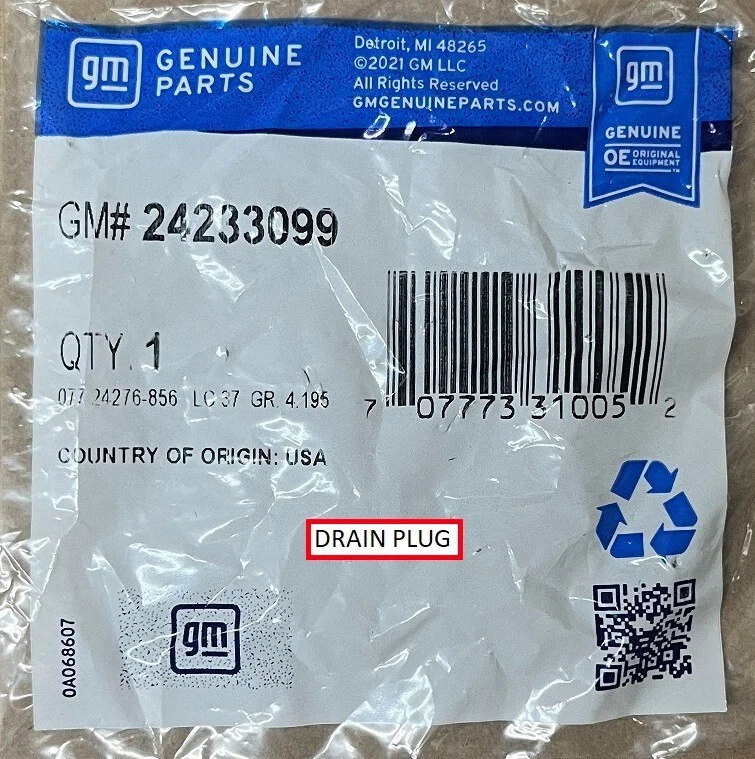 gm GENUINE
PARTS
Detroit, MI 48265
©2021 GM LLC
All Rights Reserved
GMGENUINEPARTS.COM
gm
GENUINE
OE ORIGINAL
EQUIPMENT
™
GM# 24233099
QTY. 1
077 24276-856 LC 37 GR. 4.195
7 07773 31005 2
COUNTRY OF ORIGIN: USA
DRAIN PLUG
0A068607
gm